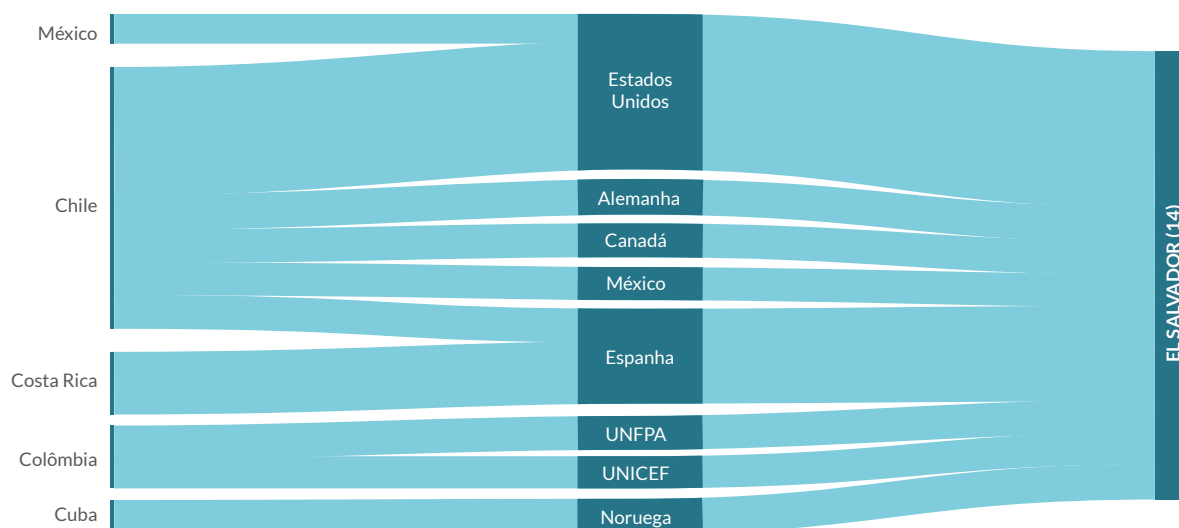 México
Chile
Costa Rica
Colômbia
Cuba
Estados
Unidos
Alemanha
Canadá
México
Espanha
UNFPA
UNICEF
Noruega
EL SALVADOR (14)